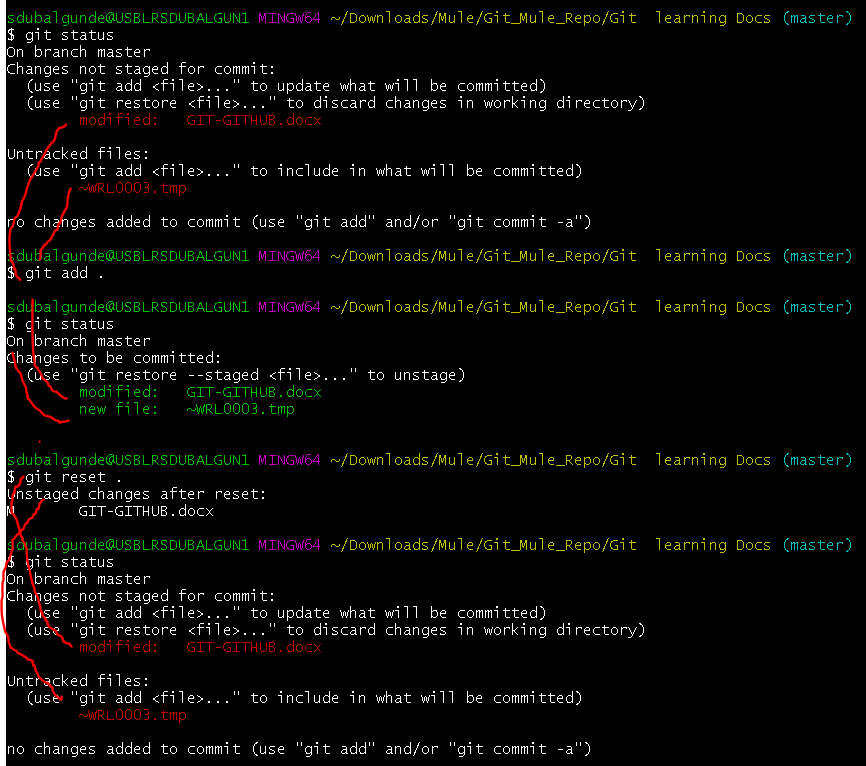 sdubalgunde@USBLRSDUBALGUN1 MINGW64 ~/Downloads/Mule/Git_Mule_Repo/Git  learning Docs (master)
$ git status
On branch master
Changes not staged for commit:
  (use "git add <file>..." to update what will be committed)
  (use "git restore <file>..." to discard changes in working directory)
        modified:   GIT-GITHUB.docx
Untracked files:
  (use "git add <file>..." to include in what will be committed)
        ~WRL0003.tmp
no changes added to commit (use "git add" and/or "git commit -a")
sdubalgunde@USBLRSDUBALGUN1 MINGW64 ~/Downloads/Mule/Git_Mule_Repo/Git  learning Docs (master)
$ git add .
sdubalgunde@USBLRSDUBALGUN1 MINGW64 ~/Downloads/Mule/Git_Mule_Repo/Git  learning Docs (master)
$ git status
On branch master
Changes to be committed:
  (use "git restore --staged <file>..." to unstage)
        modified:   GIT-GITHUB.docx
        new file:   ~WRL0003.tmp
sdubalgunde@USBLRSDUBALGUN1 MINGW64 ~/Downloads/Mule/Git_Mule_Repo/Git  learning Docs (master)
$ git reset .
Unstaged changes after reset:
M       GIT-GITHUB.docx
sdubalgunde@USBLRSDUBALGUN1 MINGW64 ~/Downloads/Mule/Git_Mule_Repo/Git  learning Docs (master)
$ git status
On branch master
Changes not staged for commit:
  (use "git add <file>..." to update what will be committed)
  (use "git restore <file>..." to discard changes in working directory)
        modified:   GIT-GITHUB.docx
Untracked files:
  (use "git add <file>..." to include in what will be committed)
        ~WRL0003.tmp
no changes added to commit (use "git add" and/or "git commit -a")